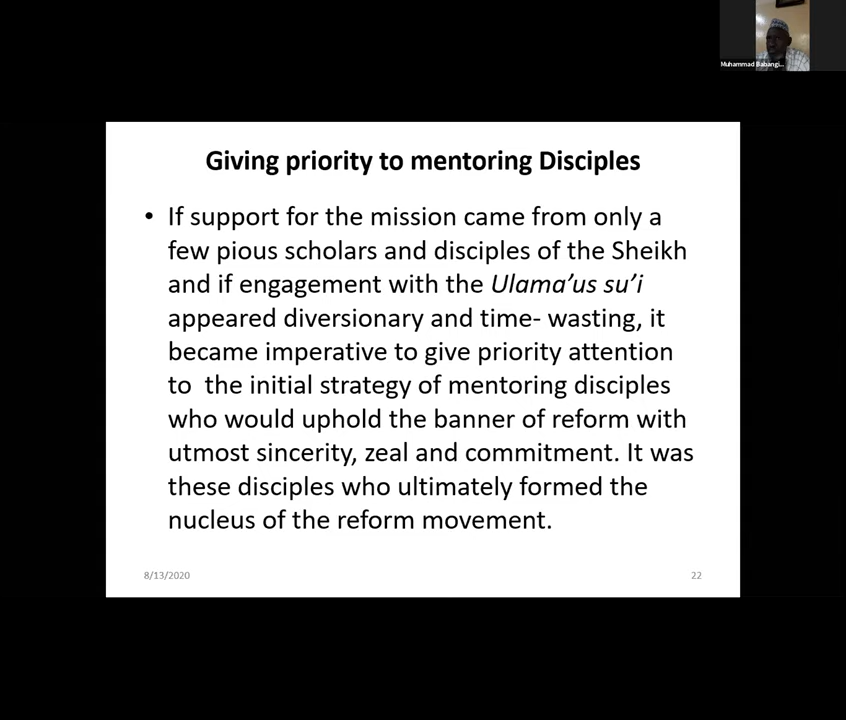 Muhammad Babangi...
Giving priority to mentoring Disciples
• If support for the mission came from only a
few pious scholars and disciples of the Sheikh
and if engagement with the Ulama’us su’i
appeared diversionary and time- wasting, it
became imperative to give priority attention
to  the initial strategy of mentoring disciples
who would uphold the banner of reform with
utmost sincerity, zeal and commitment. It was
these disciples who ultimately formed the
nucleus of the reform movement.
8/13/2020
22